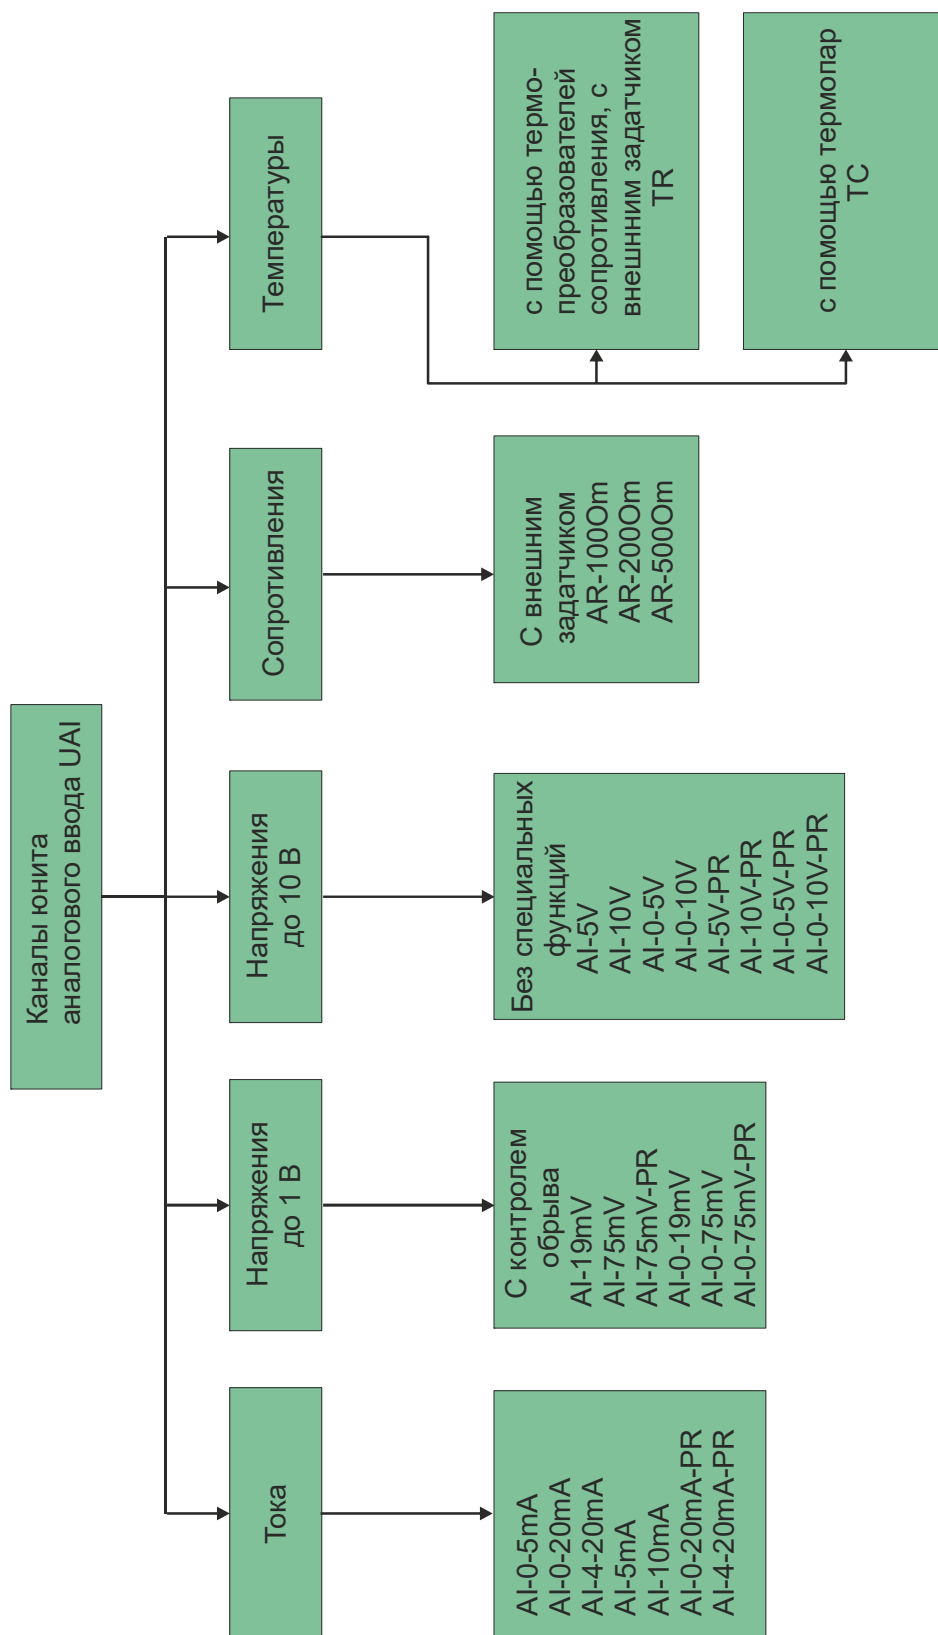 Каналы юнита
аналогового ввода UAI
Тока
Напряжения
до 1 В
Напряжения
до 10 В
Сопротивления
Температуры
AI-0-5mA
AI-0-20mA
AI-4-20mA
AI-5mA
AI-10mA
AI-0-20mA-PR
AI-4-20mA-PR
С контролем
обрыва
AI-19mV
AI-75mV
AI-75mV-PR
AI-0-19mV
AI-0-75mV
AI-0-75mV-PR
Без специальных
функций
AI-5V
AI-10V
AI-0-5V
AI-0-10V
AI-5V-PR
AI-10V-PR
AI-0-5V-PR
AI-0-10V-PR
С внешним
задатчиком
AR-100Om
AR-200Om
AR-500Om
с помощью термо-
преобразователей
сопротивления, с
внешнним задатчиком
TR
с помощью термопар
TC